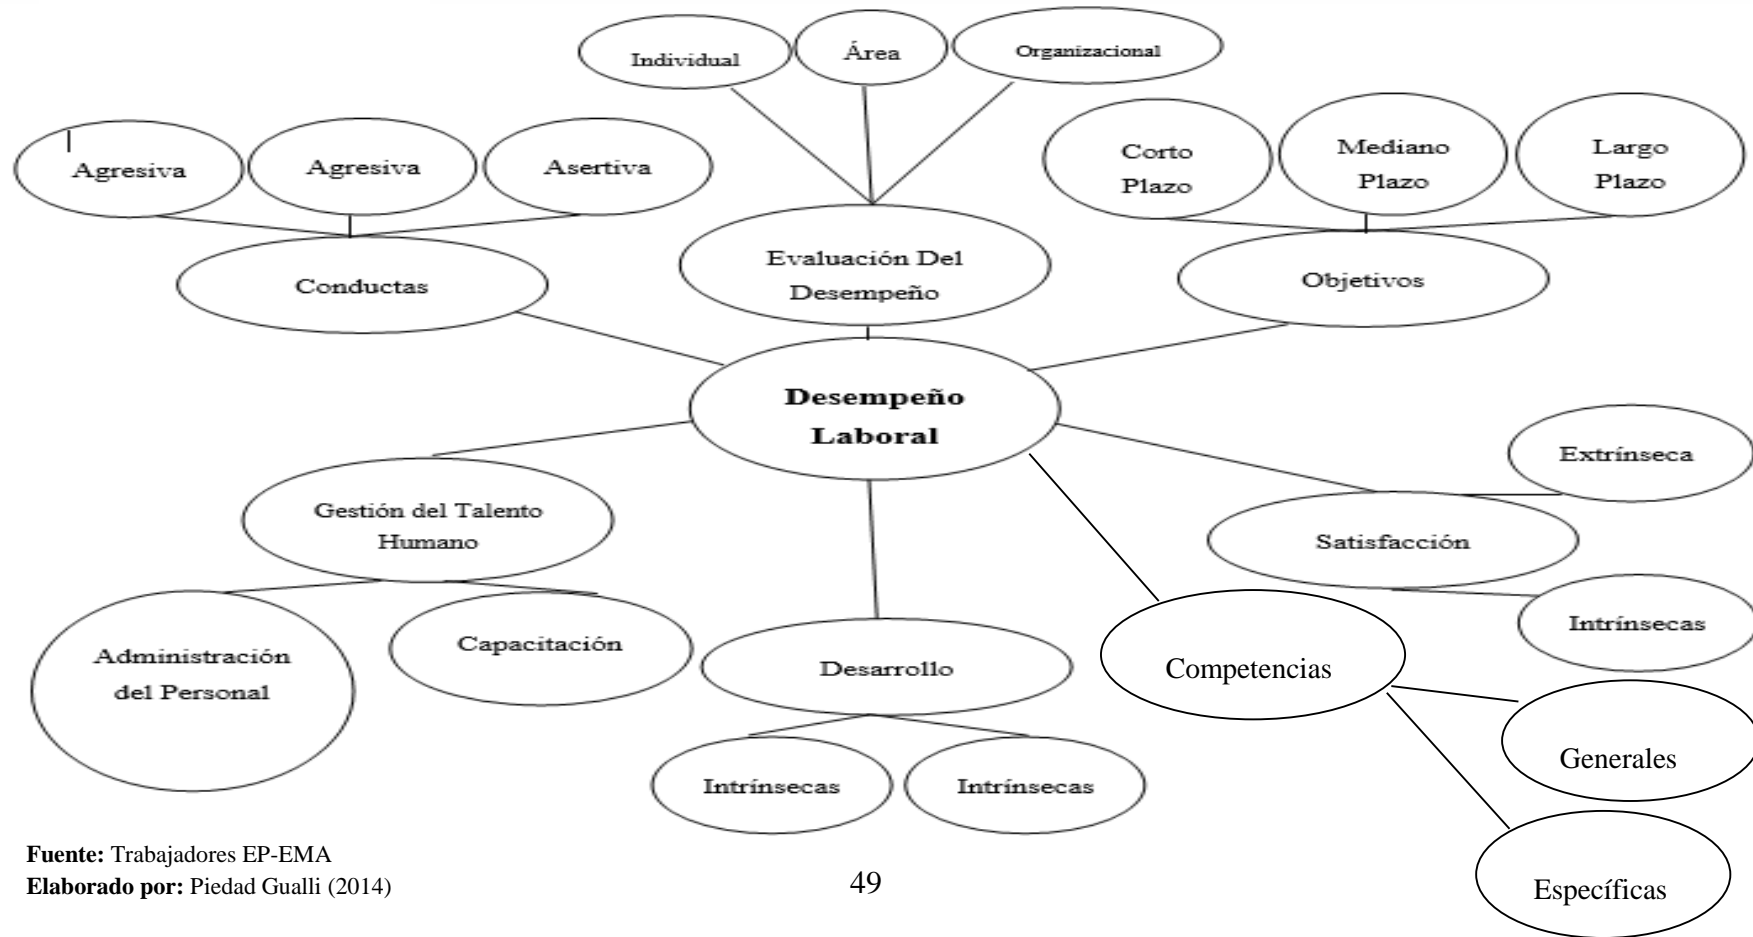 Individual
Área
Organizacional
Agresiva
Agresiva
Asertiva
Corto
Plazo
Mediano
Plazo
Largo
Plazo
Conductas
Evaluación Del
Desempeño
Objetivos
Desempeño
Laboral
Gestión del Talento
Humano
Extrínseca
Satisfacción
Intrínsecas
Administración
del Personal
Capacitación
Desarrollo
Competencias
Intrínsecas
Intrínsecas
Generales
Específicas
Fuente: Trabajadores EP-EMA
Elaborado por: Piedad Gualli (2014)
49